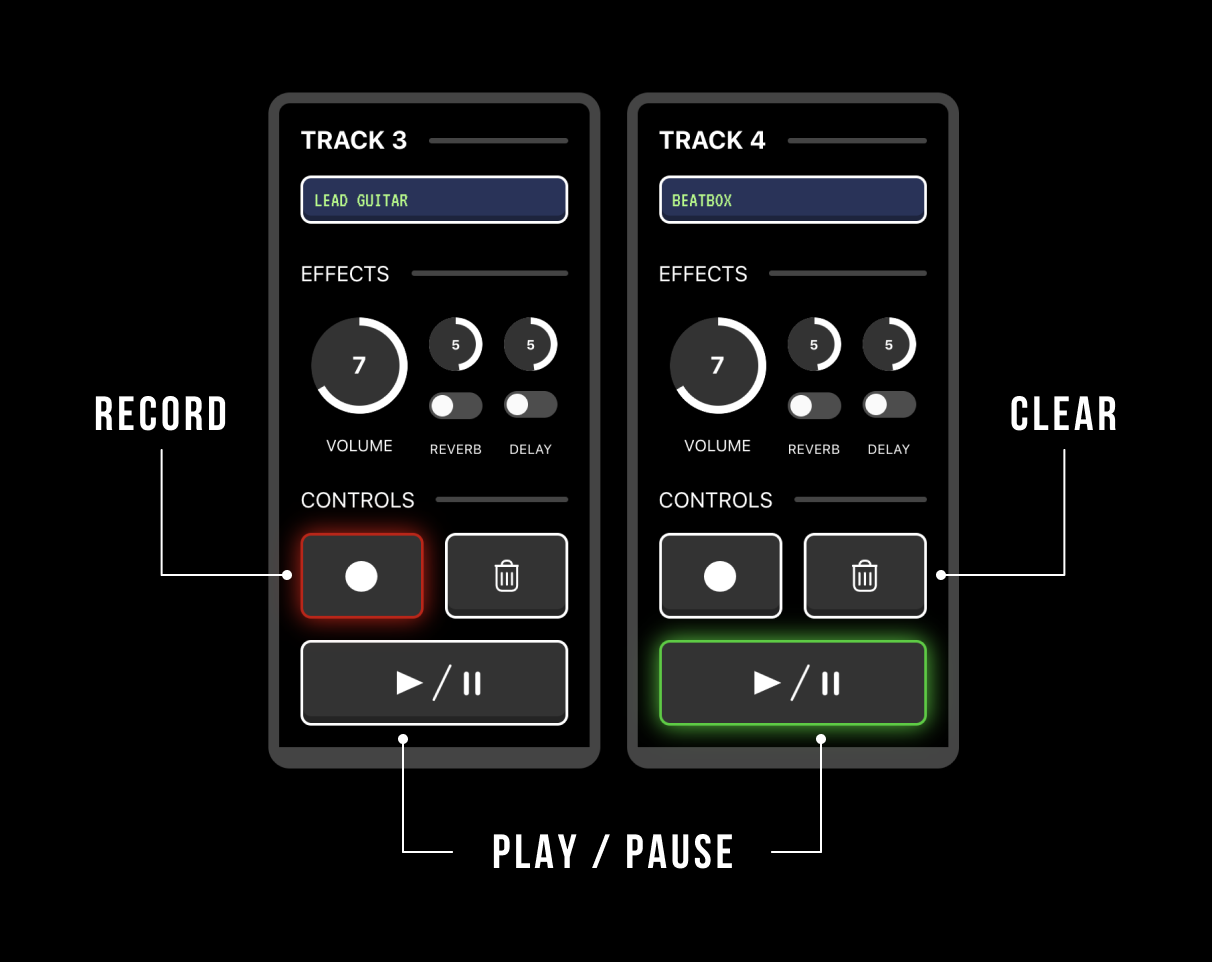 TRACK 3
LEAD GUITAR
EFFECTS
7
5
5
VOLUME
REVERB
DELAY
CONTROLS
TRACK 4
BEATBOX
EFFECTS
7
5
5
VOLUME
REVERB
DELAY
CONTROLS
RECORD
CLEAR
PLAY / PAUSE